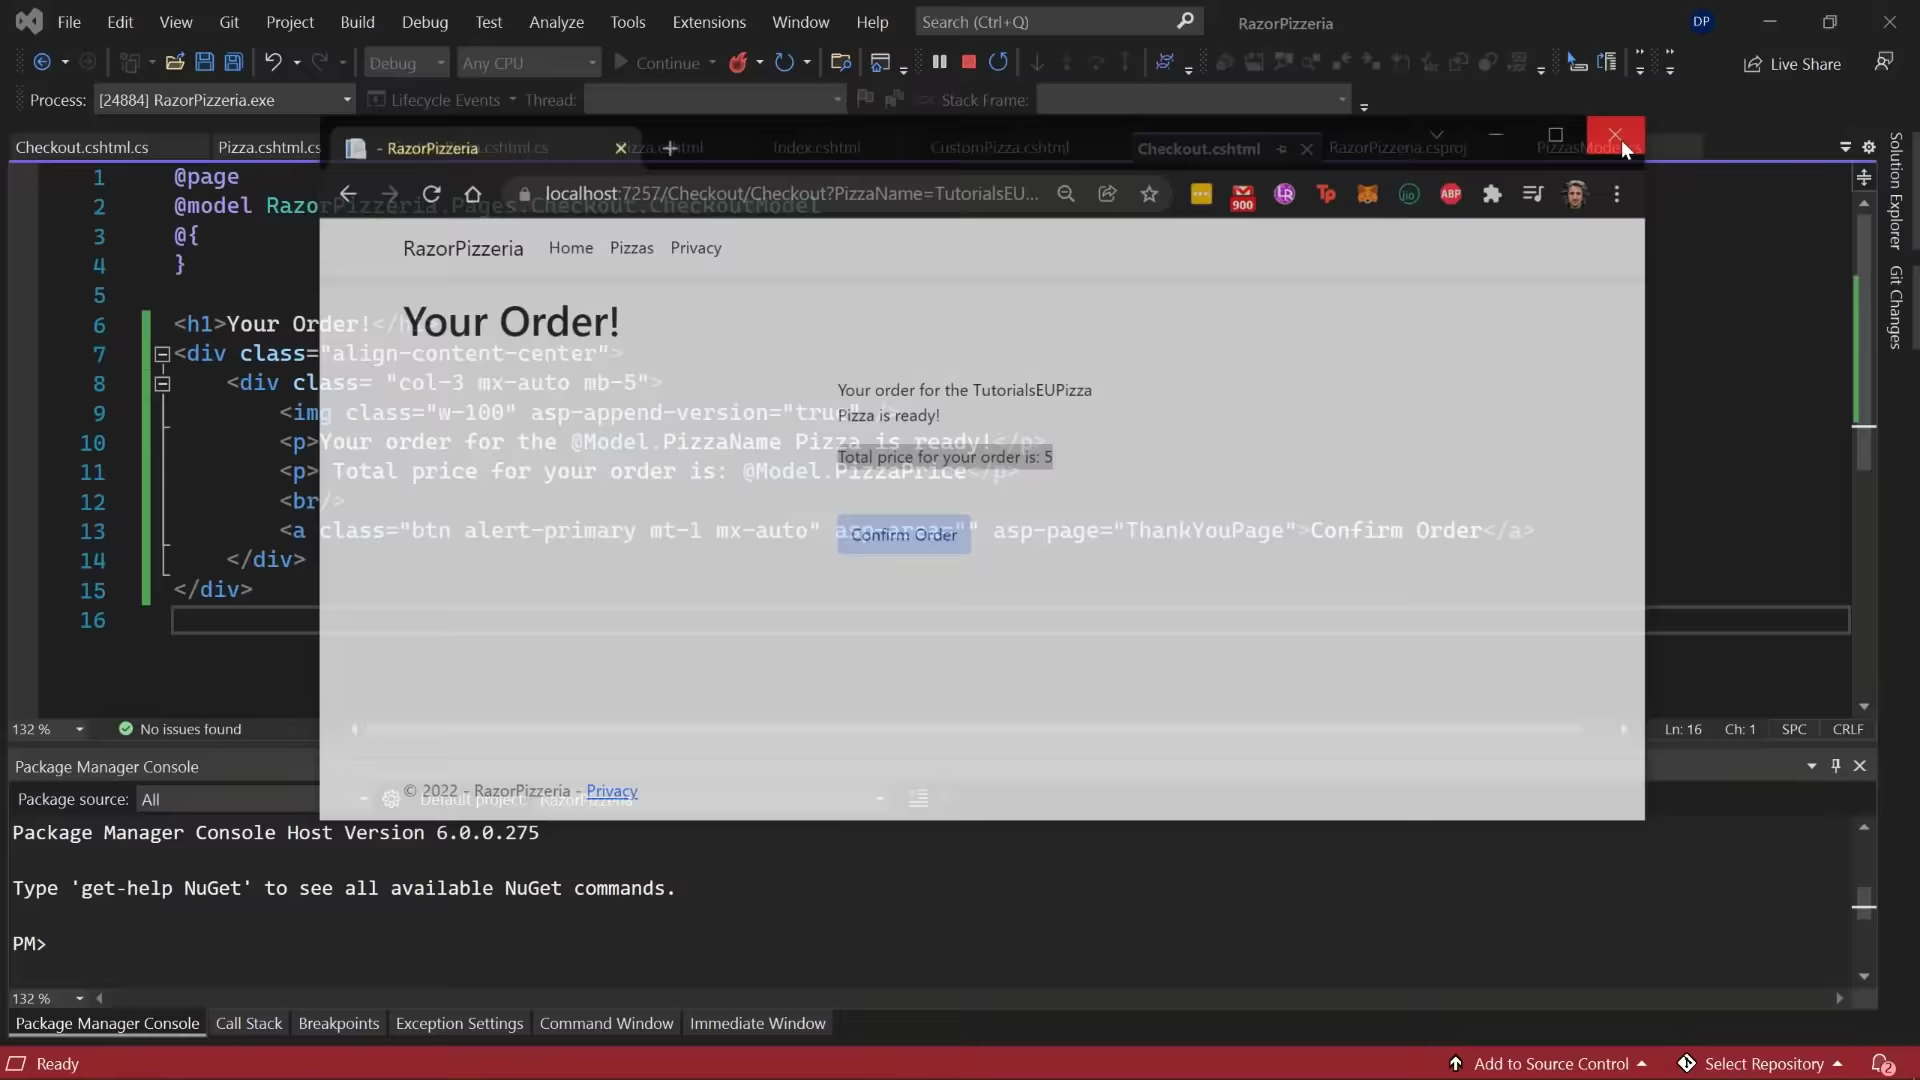 File Edit View Git Project Build Debug Test Analyze Tools Extensions Window Help Search (Ctrl+Q) RazorPizzeria DP
Debug Any CPU Continue Live Share
Process: [24884] RazorPizzeria.exe Lifecycle Events Thread: Stack Frame:
Checkout.cshtml.cs Pizza.cshtml.cs Index.cshtml CustomPizza.cshtml Checkout.cshtml RazorPizzeria.csproj
- RazorPizzeria
localhost:7257/Checkout/Checkout?PizzaName=TutorialsEU...
900 Tp jio ABP
RazorPizzeria Home Pizzas Privacy
Your Order!
Your order for the TutorialsEUPizza
Pizza is ready!
Total price for your order is: 5
Confirm Order
© 2022 - RazorPizzeria - Privacy
1 @page
2 @model RazorPizzeria.Pages.Checkout.CheckoutModel
3 @{
4 }
5
6 <h1>Your Order!</h1>
7 <div class="align-content-center">
8 <div class= "col-3 mx-auto mb-5">
9 <img class="w-100" asp-append-version="true"
10 <p>Your order for the @Model.PizzaName Pizza is ready!</p>
11 <p> Total price for your order is: @Model.PizzaPrice</p>
12 <br/>
13 <a class="btn alert-primary mt-1 mx-auto" asp-area="" asp-page="ThankYouPage">Confirm Order</a>
14 </div>
15 </div>
16
132 % No issues found Ln: 16 Ch: 1 SPC CRLF
Solution Explorer
Git Changes
Package Manager Console
Package source: All Default project: RazorPizzeria
Package Manager Console Host Version 6.0.0.275
Type 'get-help NuGet' to see all available NuGet commands.
PM>
132 %
Package Manager Console Call Stack Breakpoints Exception Settings Command Window Immediate Window
Ready Add to Source Control Select Repository 2